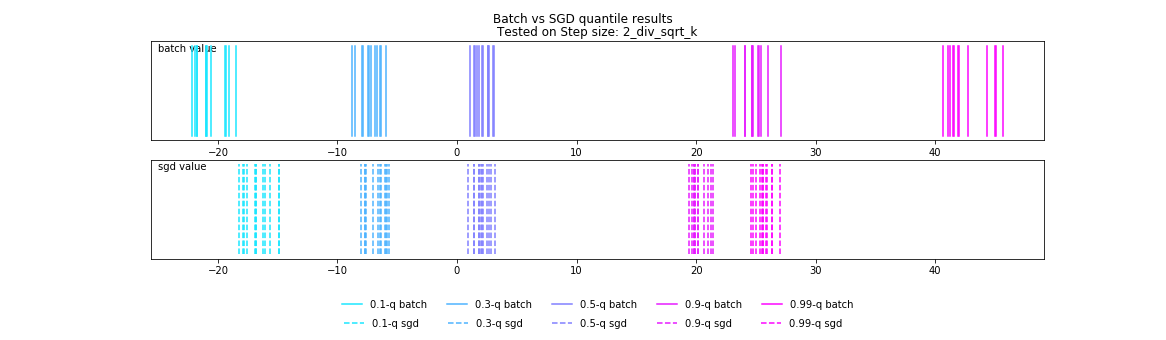 Batch vs SGD quantile results
Tested on Step size: 2_div_sqrt_k
batch value
−20 −10 0 10 20 30 40
sgd value
−20 −10 0 10 20 30 40
0.1-q batch 0.3-q batch 0.5-q batch 0.9-q batch 0.99-q batch
0.1-q sgd 0.3-q sgd 0.5-q sgd 0.9-q sgd 0.99-q sgd